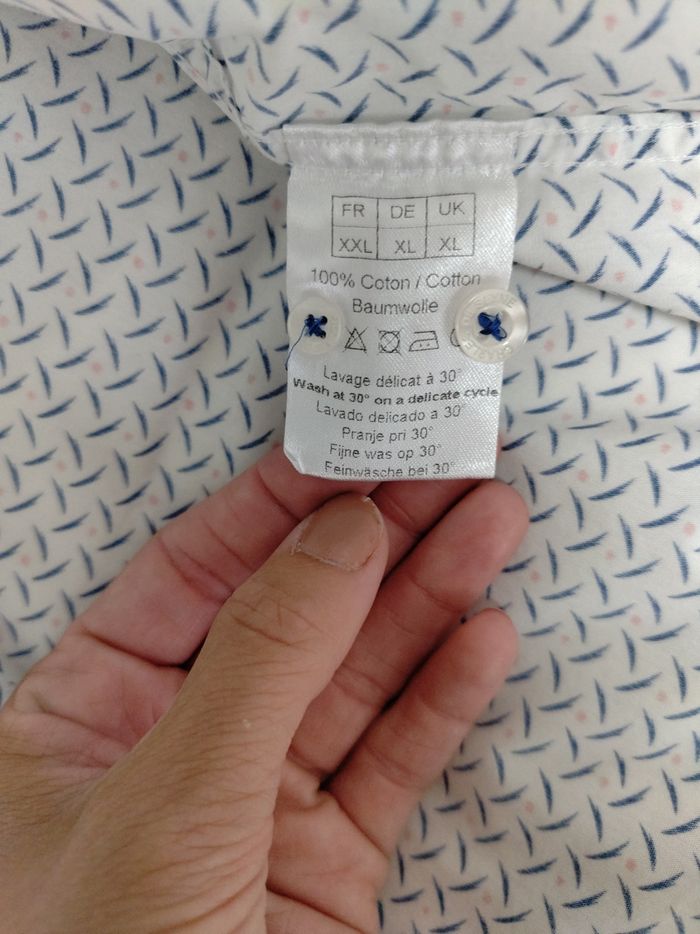 FR DE UK
XXL XL XL
100% Coton / Cotton
Baumwolle
Lavage délicat à 30°
Wash at 30° on a delicate cycle
Lavado delicado a 30°
Pranje pri 30°
Fijne was op 30°
Feinwäsche bei 30°